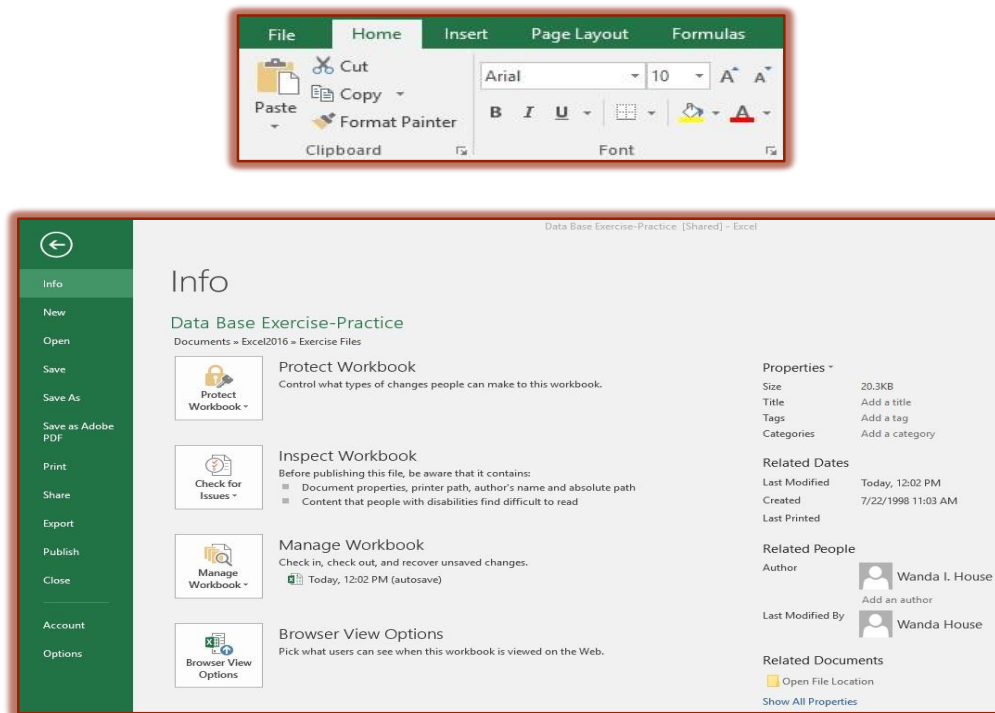 File Home Insert Page Layout Formulas
Cut
Copy
Paste
Format Painter
Arial 10 A A
B I U A
Clipboard Font
Data Base Exercise-Practice [Shared] - Excel
Info
New
Open
Save
Save As
Save as Adobe
PDF
Print
Share
Export
Publish
Close
Account
Options
Info
Data Base Exercise-Practice
Documents » Excel2016 » Exercise Files
Protect
Workbook
Protect Workbook
Control what types of changes people can make to this workbook.
Check for
Issues
Inspect Workbook
Before publishing this file, be aware that it contains:
Document properties, printer path, author's name and absolute path
Content that people with disabilities find difficult to read
Manage
Workbook
Manage Workbook
Check in, check out, and recover unsaved changes.
Today, 12:02 PM (autosave)
Browser View
Options
Browser View Options
Pick what users can see when this workbook is viewed on the Web.
Properties
Size 20.3KB
Title Add a title
Tags Add a tag
Categories Add a category
Related Dates
Last Modified Today, 12:02 PM
Created 7/22/1998 11:03 AM
Last Printed
Related People
Author Wanda I. House
Add an author
Last Modified By Wanda House
Related Documents
Open File Location
Show All Properties